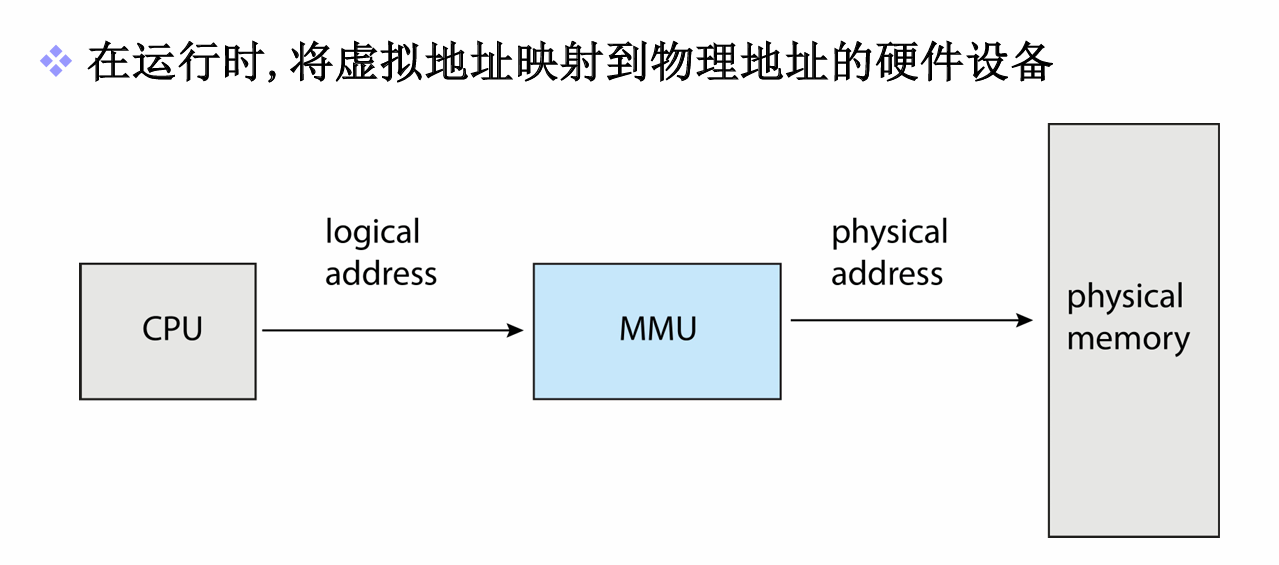 在运行时, 将虚拟地址映射到物理地址的硬件设备
logical
address
physical
address
CPU
MMU
physical
memory